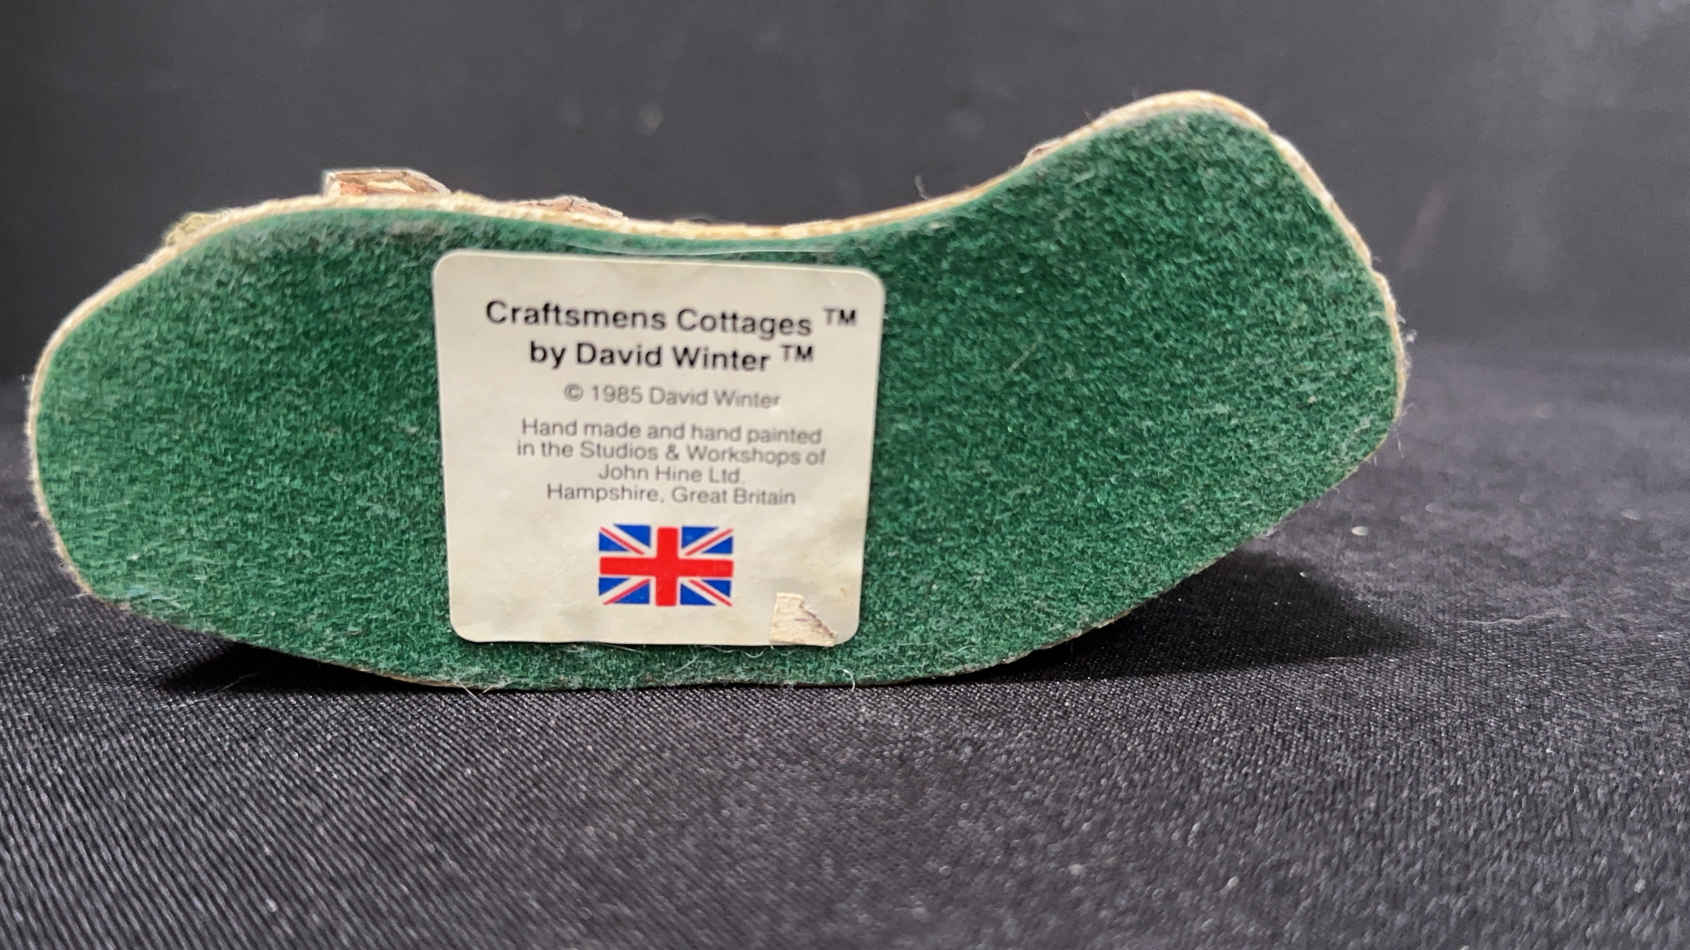 Craftsmens Cottages ™
by David Winter ™
© 1985 David Winter
Hand made and hand painted
in the Studios & Workshops of
John Hine Ltd.
Hampshire, Great Britain